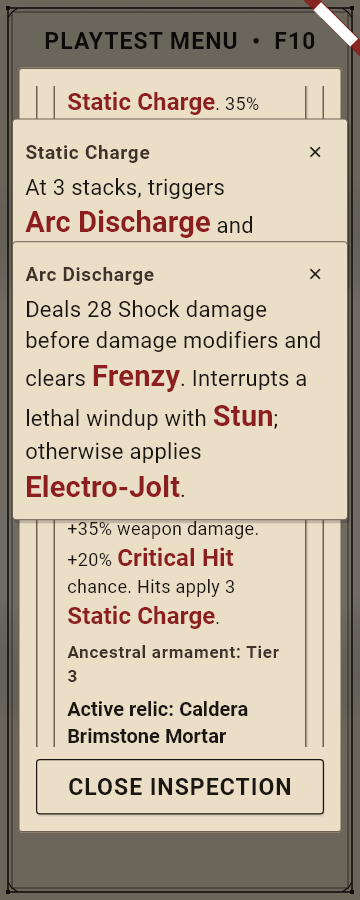 PLAYTEST MENU • F10
Static Charge. 35%
Static Charge ×
At 3 stacks, triggers
Arc Discharge and
Arc Discharge ×
Deals 28 Shock damage
before damage modifiers and
clears Frenzy. Interrupts a
lethal windup with Stun;
otherwise applies
Electro-Jolt.
+35% weapon damage.
+20% Critical Hit
chance. Hits apply 3
Static Charge.
Ancestral armament: Tier
3
Active relic: Caldera
Brimstone Mortar
CLOSE INSPECTION